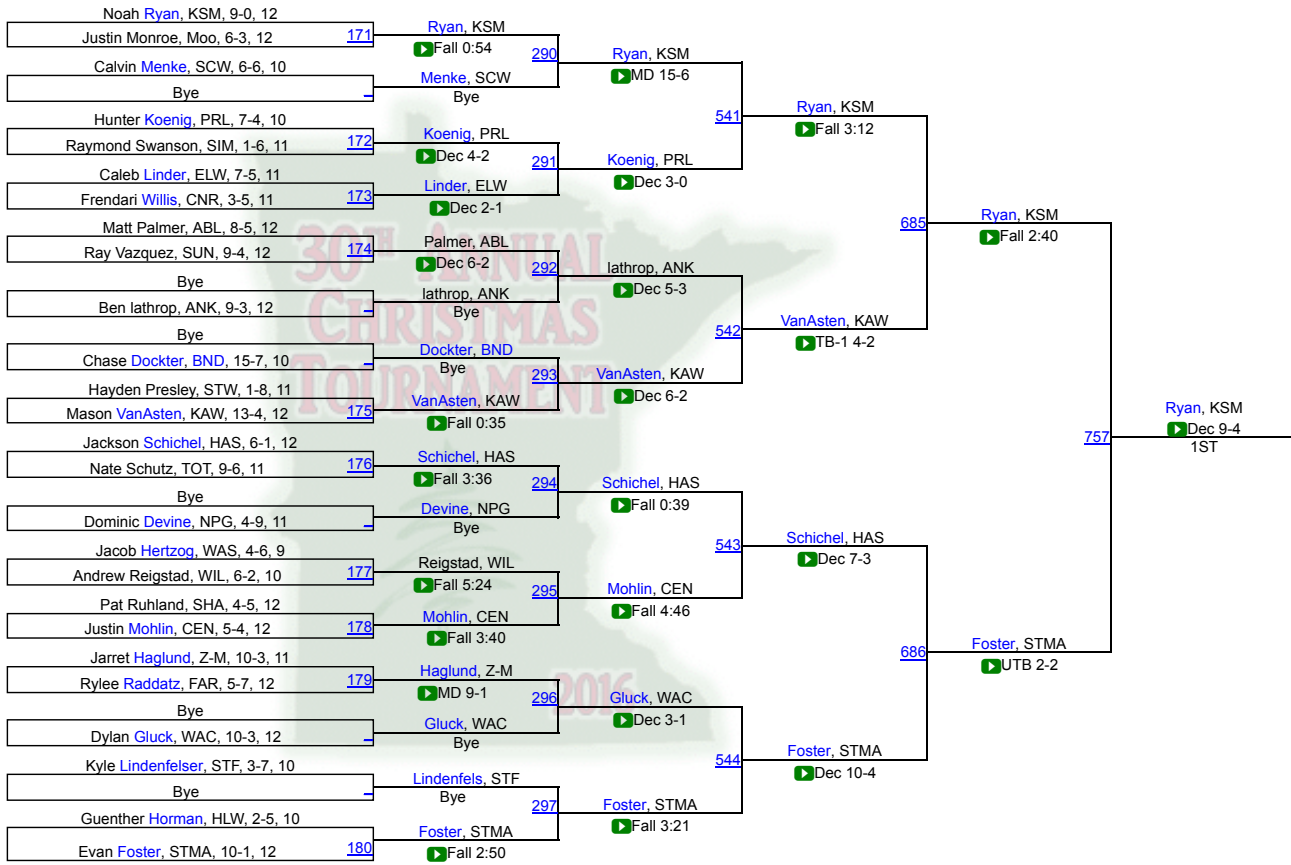 Noah Ryan, KSM, 9-0, 12
Justin Monroe, Moo, 6-3, 12
171
Calvin Menke, SCW, 6-6, 10
Bye
Hunter Koenig, PRL, 7-4, 10
Raymond Swanson, SIM, 1-6, 11
172
Caleb Linder, ELW, 7-5, 11
Frendari Willis, CNR, 3-5, 11
173
Matt Palmer, ABL, 8-5, 12
Ray Vazquez, SUN, 9-4, 12
174
Bye
Ben lathrop, ANK, 9-3, 12
Bye
Chase Dockter, BND, 15-7, 10
Hayden Presley, STW, 1-8, 11
Mason VanAsten, KAW, 13-4, 12
175
Jackson Schichel, HAS, 6-1, 12
Nate Schutz, TOT, 9-6, 11
176
Bye
Dominic Devine, NPG, 4-9, 11
Jacob Hertzog, WAS, 4-6, 9
Andrew Reigstad, WIL, 6-2, 10
177
Pat Ruhland, SHA, 4-5, 12
Justin Mohlin, CEN, 5-4, 12
178
Jarret Haglund, Z-M, 10-3, 11
Rylee Raddatz, FAR, 5-7, 12
179
Bye
Dylan Gluck, WAC, 10-3, 12
Kyle Lindenfelser, STF, 3-7, 10
Bye
Guenther Horman, HLW, 2-5, 10
Evan Foster, STMA, 10-1, 12
180
Ryan, KSM
Fall 0:54
290
Menke, SCW
Bye
Koenig, PRL
Dec 4-2
291
Linder, ELW
Dec 2-1
Palmer, ABL
Dec 6-2
292
lathrop, ANK
Bye
Dockter, BND
Bye
293
VanAsten, KAW
Fall 0:35
Schichel, HAS
Fall 3:36
294
Devine, NPG
Bye
Reigstad, WIL
Fall 5:24
295
Mohlin, CEN
Fall 3:40
Haglund, Z-M
MD 9-1
296
Gluck, WAC
Bye
Lindenfels, STF
Bye
297
Foster, STMA
Fall 2:50
Ryan, KSM
MD 15-6
541
Koenig, PRL
Dec 3-0
lathrop, ANK
Dec 5-3
542
VanAsten, KAW
Dec 6-2
Schichel, HAS
Fall 0:39
543
Mohlin, CEN
Fall 4:46
Gluck, WAC
Dec 3-1
544
Foster, STMA
Fall 3:21
Ryan, KSM
Fall 3:12
685
VanAsten, KAW
TB-1 4-2
Schichel, HAS
Dec 7-3
686
Foster, STMA
Dec 10-4
Ryan, KSM
Fall 2:40
757
Foster, STMA
UTB 2-2
Ryan, KSM
Dec 9-4
1ST
30TH ANNUAL
CHRISTMAS
TOURNAMENT
2016